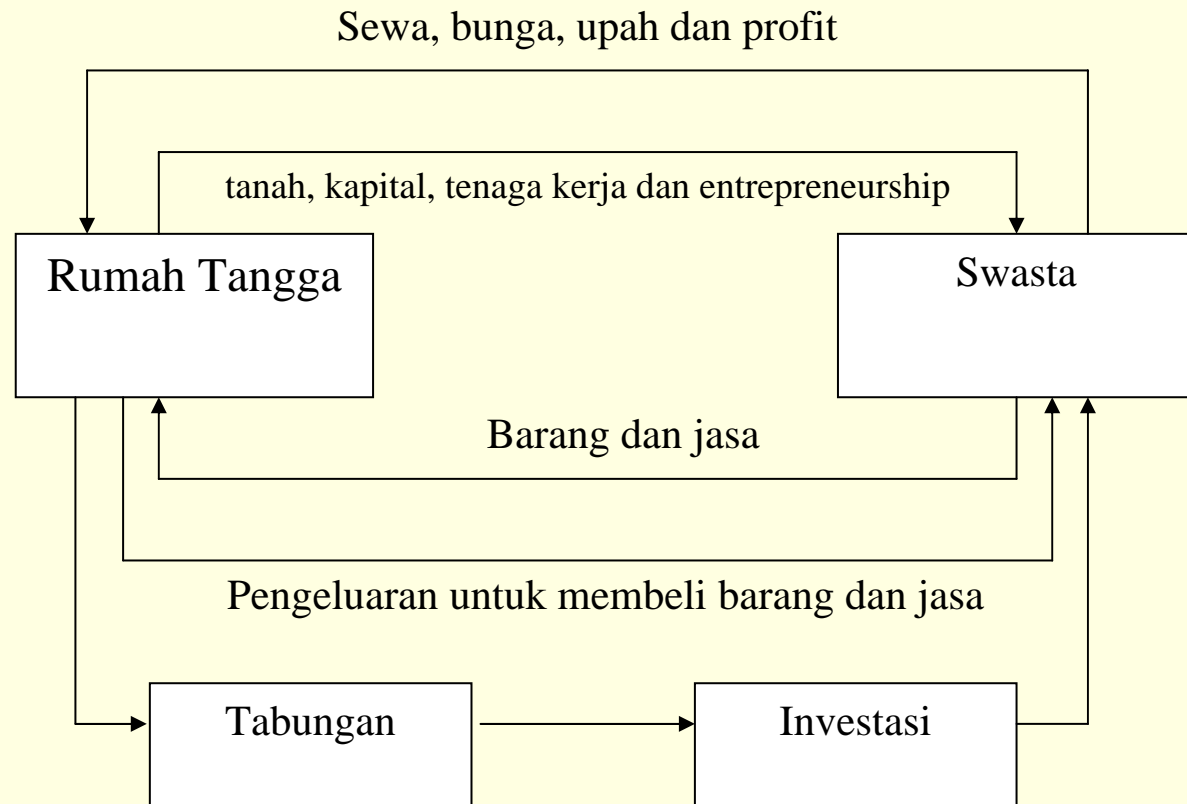 Sewa, bunga, upah dan profit
tanah, kapital, tenaga kerja dan entrepreneurship
Rumah Tangga
Swasta
Barang dan jasa
Pengeluaran untuk membeli barang dan jasa
Tabungan
Investasi